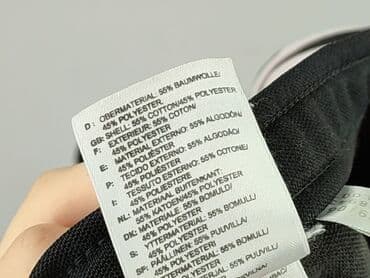 D: OBERMATERIAL: 55% BAUMWOLLE/
45% POLYESTER,
GB: SHELL: 55% COTTON/45% POLYESTER
F: EXTERIEUR: 55% COTON/
45% POLYESTER
E: MATERIAL EXTERNO: 55% ALGODÓN/
45% POLIÉSTER
P: TECIDO EXTERNO: 55% ALGODÃO/
45% POLIÉSTER
I: TESSUTO ESTERNO: 55% COTONE/
45% POLIESTERE
NL: MATERIAAL BUITENKANT:
55% KATOEN/45% POLYESTER
DK: MATERIALE: 55% BOMULD/
45% POLYESTER
S: YTTERMATERIAL: 55% BOMULL/
45% POLYESTER
SF: PÄÄLLINEN: 55% PUUVILLA/